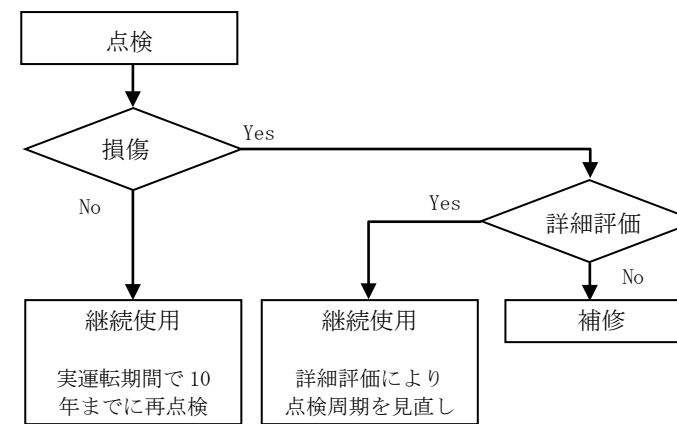 点検
損傷
Yes
No
Yes
詳細評価
No
継続使用
実運転期間で 10
年までに再点検
継続使用
詳細評価により
点検周期を見直し
補修